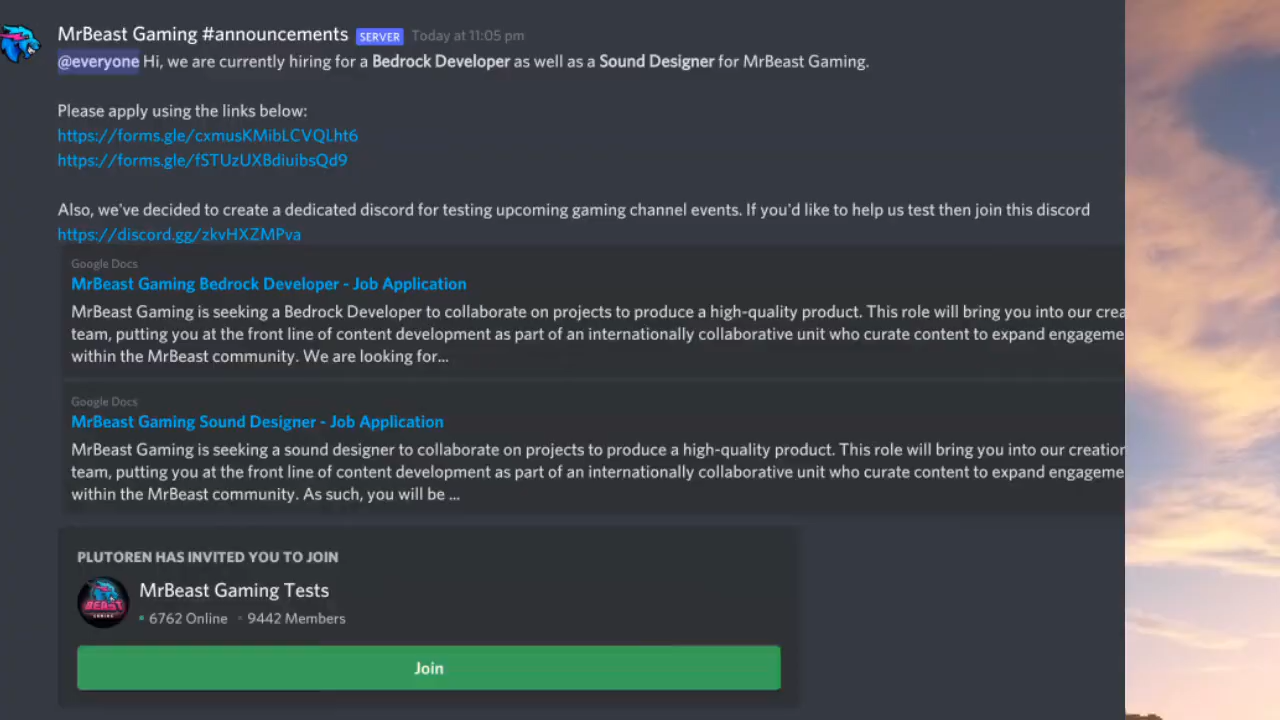 MrBeast Gaming #announcements SERVER Today at 11:05 pm
@everyone Hi, we are currently hiring for a Bedrock Developer as well as a Sound Designer for MrBeast Gaming.
Please apply using the links below:
https://forms.gle/cxmusKMibLCVQLht6
https://forms.gle/fSTUzUXBdiuibsQd9
Also, we've decided to create a dedicated discord for testing upcoming gaming channel events. If you'd like to help us test then join this discord
https://discord.gg/zkvHXZMPva
Google Docs
MrBeast Gaming Bedrock Developer - Job Application
MrBeast Gaming is seeking a Bedrock Developer to collaborate on projects to produce a high-quality product. This role will bring you into our crea
team, putting you at the front line of content development as part of an internationally collaborative unit who curate content to expand engageme
within the MrBeast community. We are looking for...
Google Docs
MrBeast Gaming Sound Designer - Job Application
MrBeast Gaming is seeking a sound designer to collaborate on projects to produce a high-quality product. This role will bring you into our creation
team, putting you at the front line of content development as part of an internationally collaborative unit who curate content to expand engageme
within the MrBeast community. As such, you will be ...
PLUTOREN HAS INVITED YOU TO JOIN
BEAST GAMING
MrBeast Gaming Tests
6762 Online 9442 Members
Join